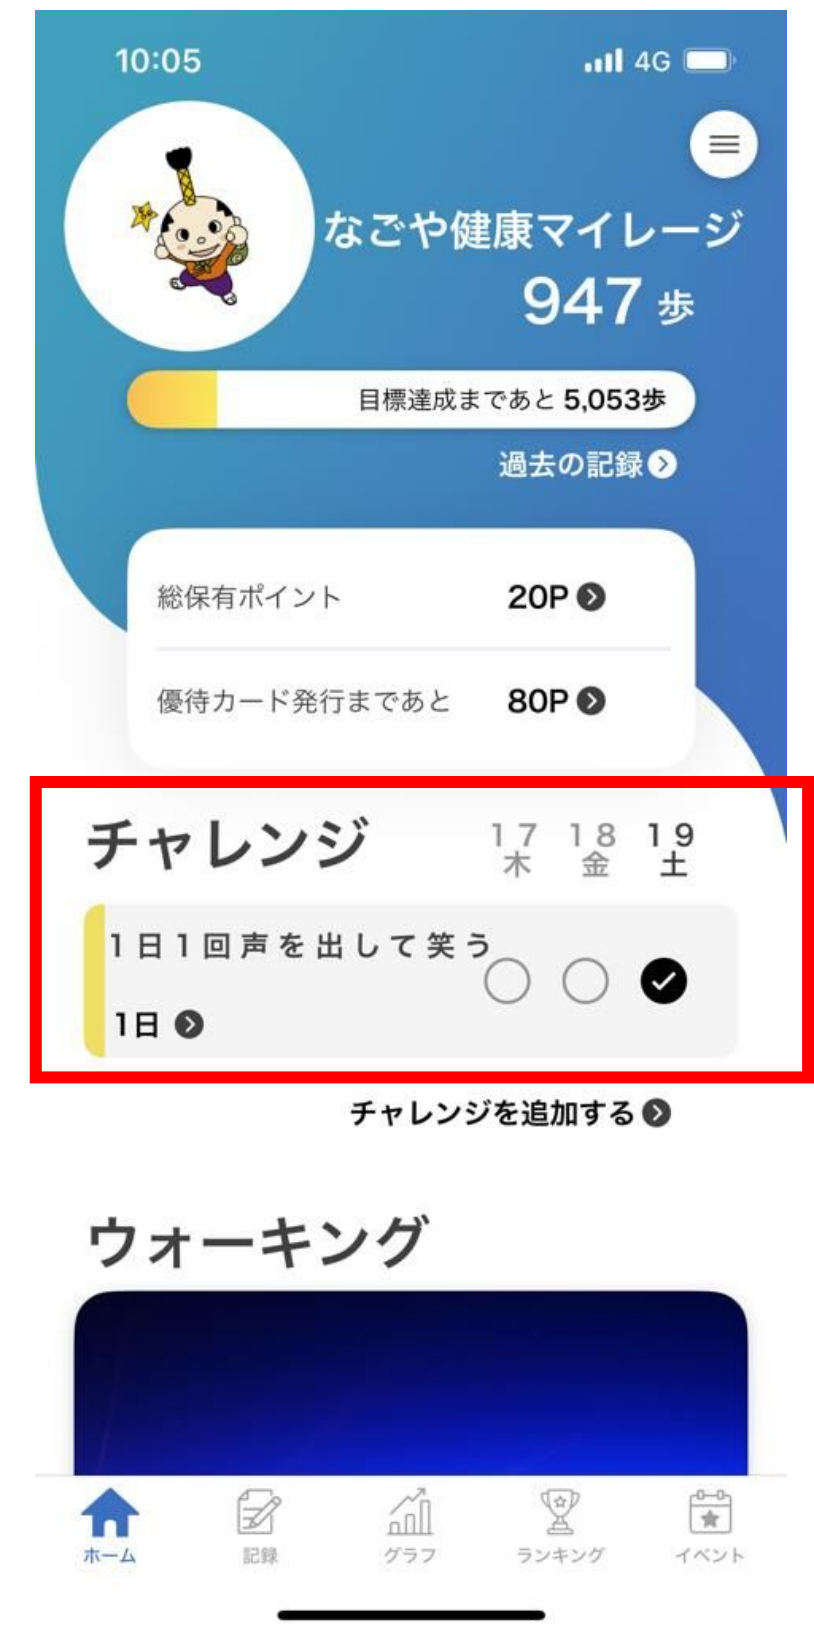 10:05
4G
なごや健康マイレージ
947 歩
目標達成まであと 5,053歩
過去の記録
総保有ポイント 20P
優待カード発行まであと 80P
チャレンジ 17 18 19
木 金 土
1日1回声を出して笑う
1日
チャレンジを追加する
ウォーキング
ホーム 記録 グラフ ランキング イベント